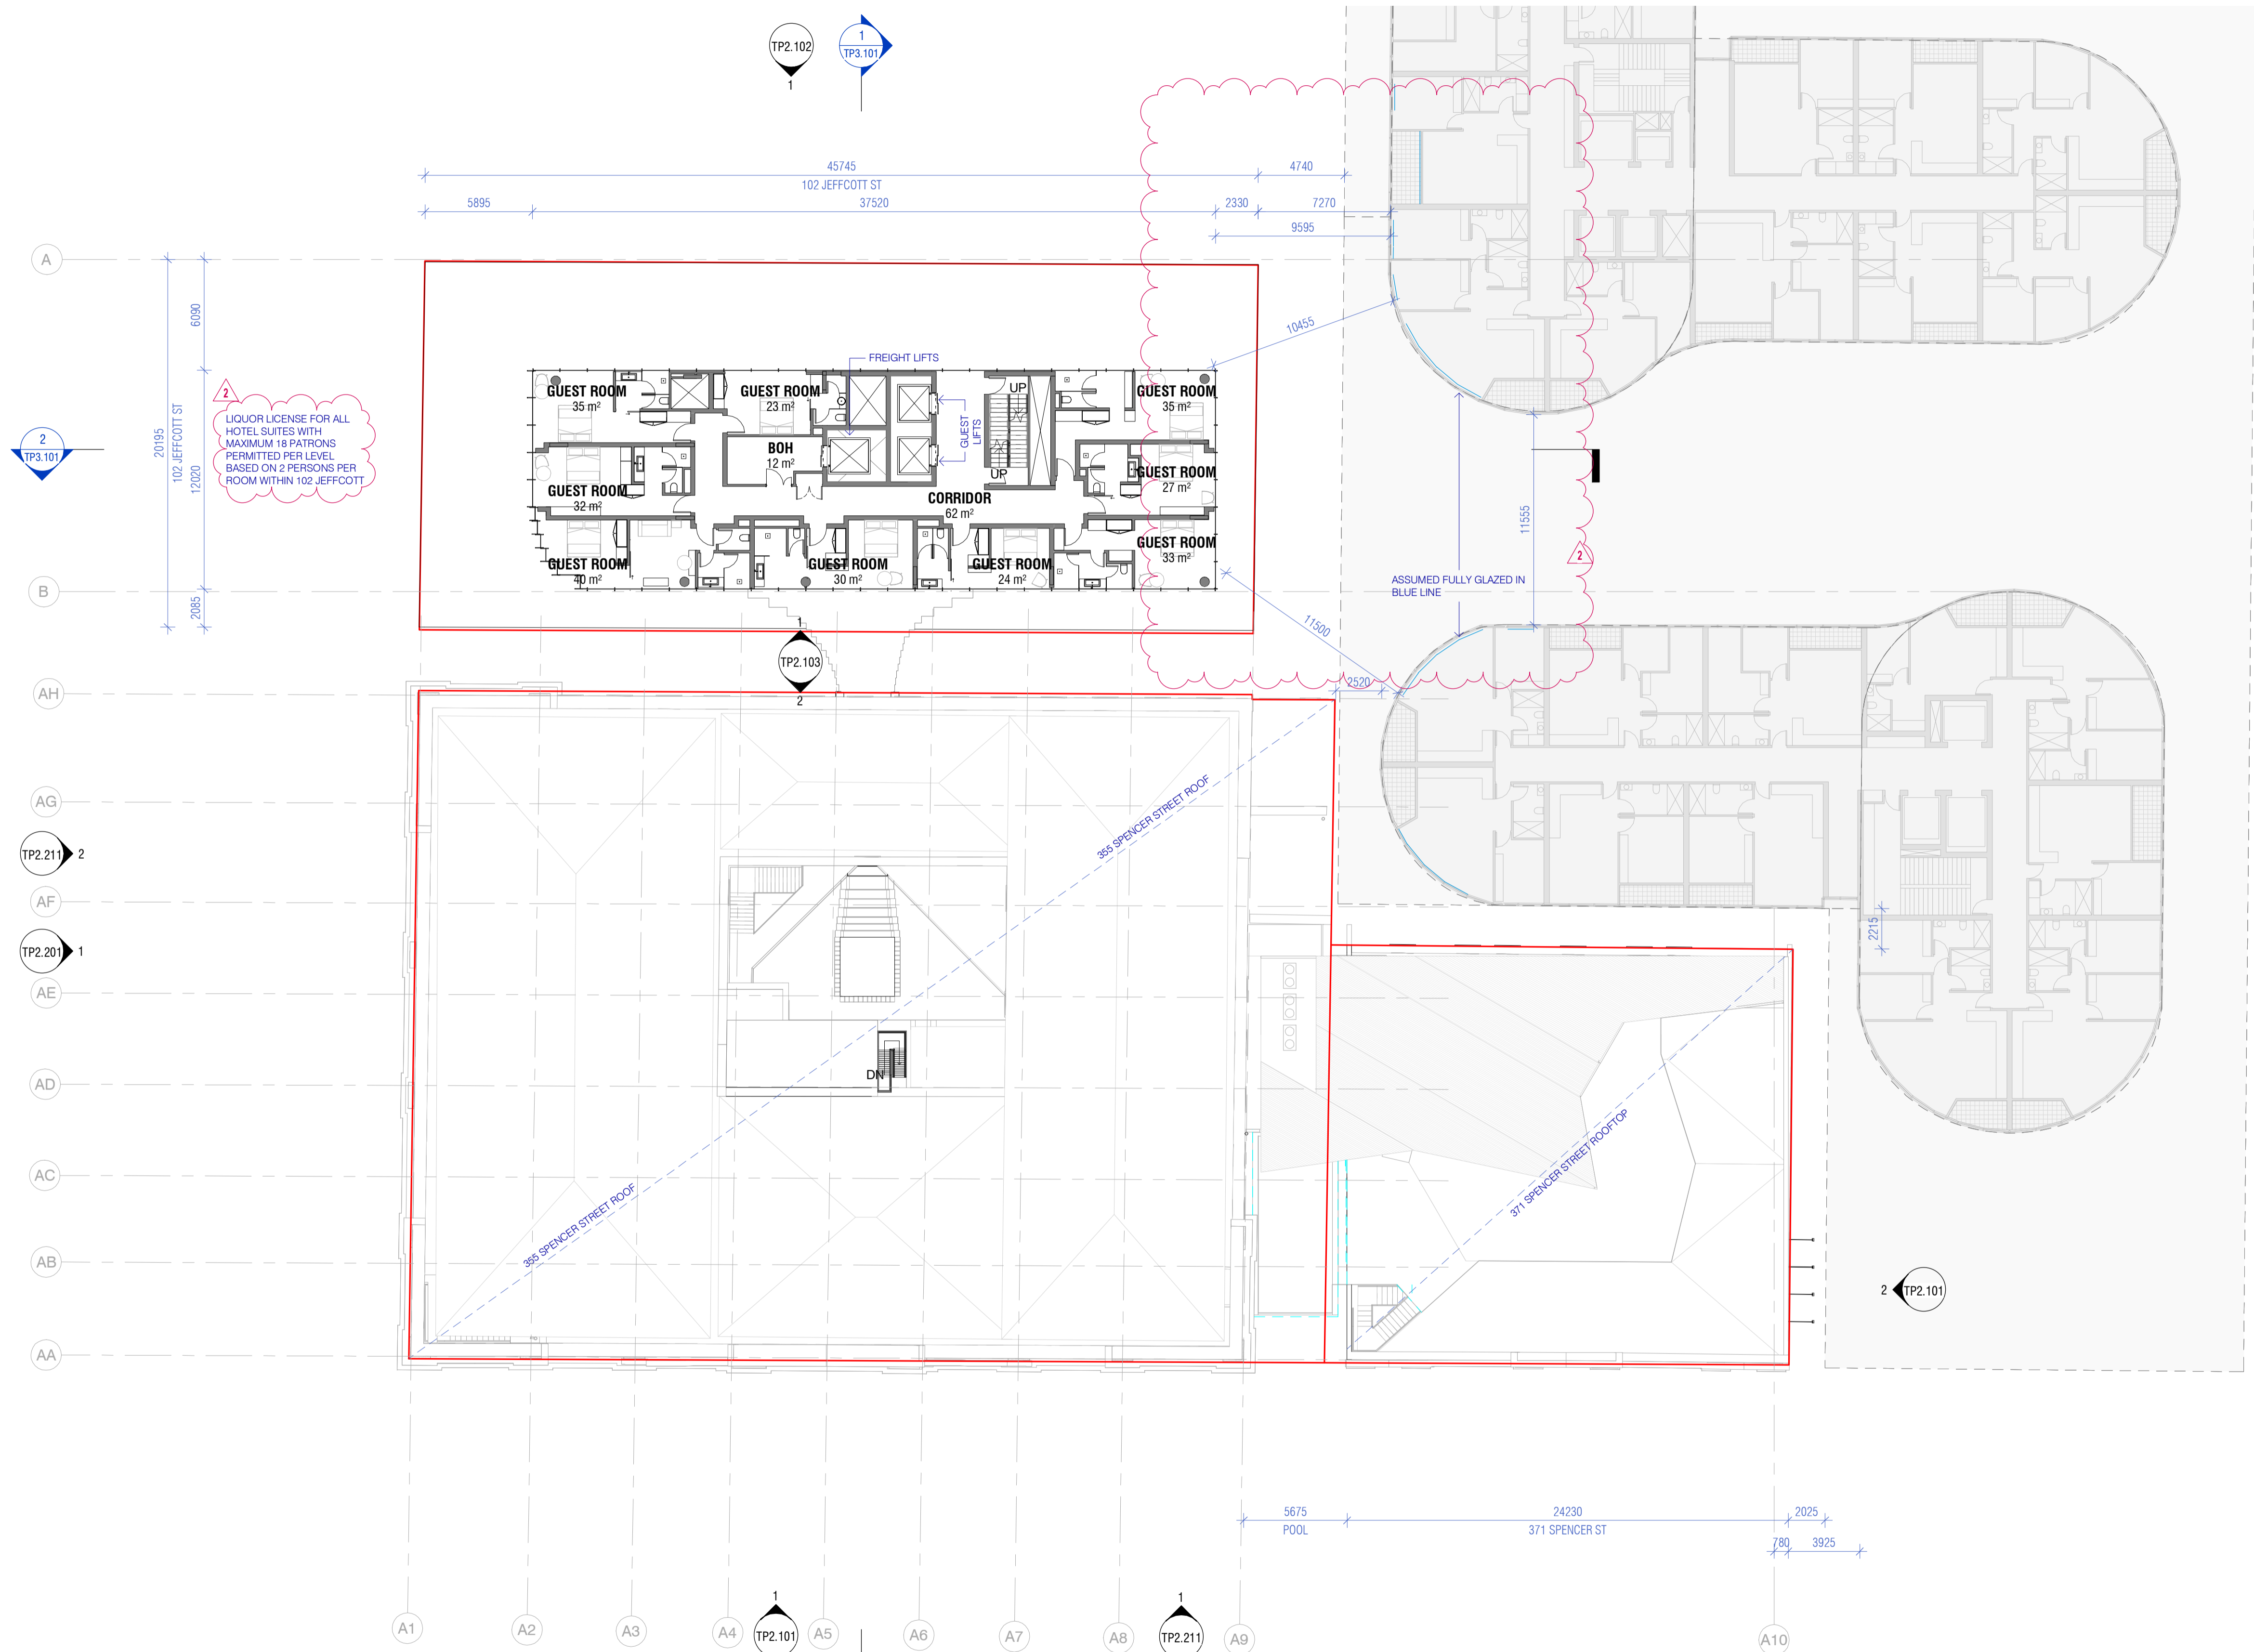 TP2.102
1
1
TP3.101
45745
102 JEFFCOTT ST
4740
5895
37520
2330
7270
9595
A
6090
20195
102 JEFFCOTT ST
12020
2085
10455
FREIGHT LIFTS
GUEST ROOM
35 m²
GUEST ROOM
23 m²
UP
GUEST LIFTS
GUEST ROOM
35 m²
2
LIQUOR LICENSE FOR ALL
HOTEL SUITES WITH
MAXIMUM 18 PATRONS
PERMITTED PER LEVEL
BASED ON 2 PERSONS PER
ROOM WITHIN 102 JEFFCOTT
2
TP3.101
BOH
12 m²
UP
GUEST ROOM
32 m²
CORRIDOR
62 m²
GUEST ROOM
27 m²
GUEST ROOM
40 m²
GUEST ROOM
30 m²
GUEST ROOM
24 m²
GUEST ROOM
33 m²
11555
2
ASSUMED FULLY GLAZED IN
BLUE LINE
B
11500
1
TP2.103
2
2520
AH
AG
355 SPENCER STREET ROOF
TP2.211
2
AF
2215
TP2.201
1
AE
AD
DN
371 SPENCER STREET ROOFTOP
AC
355 SPENCER STREET ROOF
AB
2
TP2.101
AA
5675
POOL
24230
371 SPENCER ST
2025
780
3925
1
TP2.101
1
TP2.211
A1
A2
A3
A4
A5
A6
A7
A8
A9
A10